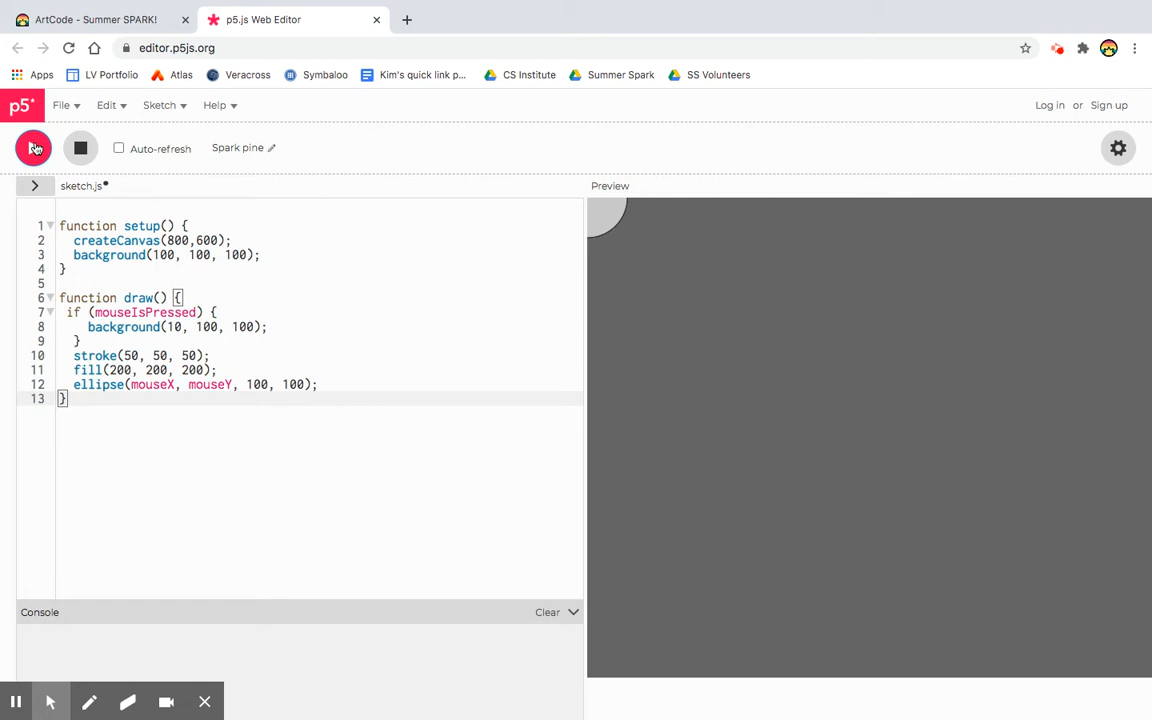 ArtCode - Summer SPARK!
p5.js Web Editor
editor.p5js.org
Apps LV Portfolio Atlas Veracross Symbaloo Kim's quick link p... CS Institute Summer Spark SS Volunteers
p5* File Edit Sketch Help Log in or Sign up
Auto-refresh Spark pine
sketch.js Preview
1 function setup() {
2 createCanvas(800,600);
3 background(100, 100, 100);
4 }
5
6 function draw() {
7 if (mouseIsPressed) {
8 background(10, 100, 100);
9 }
10 stroke(50, 50, 50);
11 fill(200, 200, 200);
12 ellipse(mouseX, mouseY, 100, 100);
13 }
Console Clear